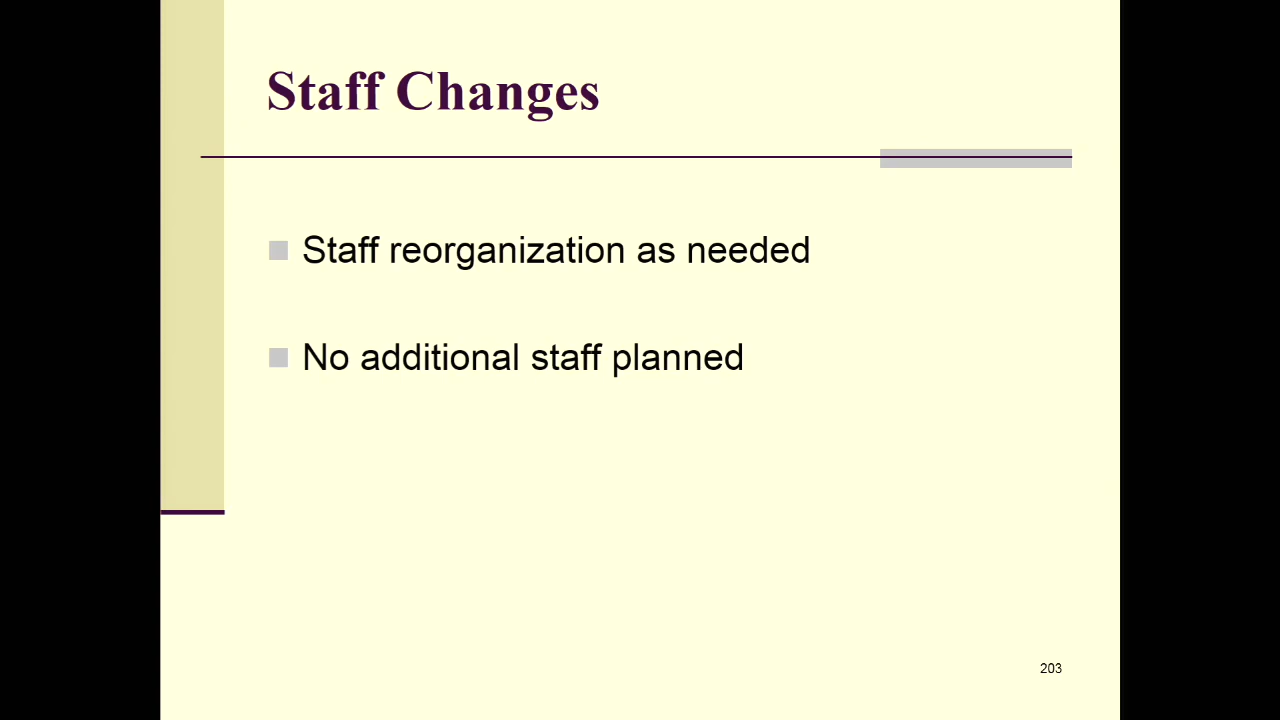 Staff Changes
Staff reorganization as needed
No additional staff planned
203